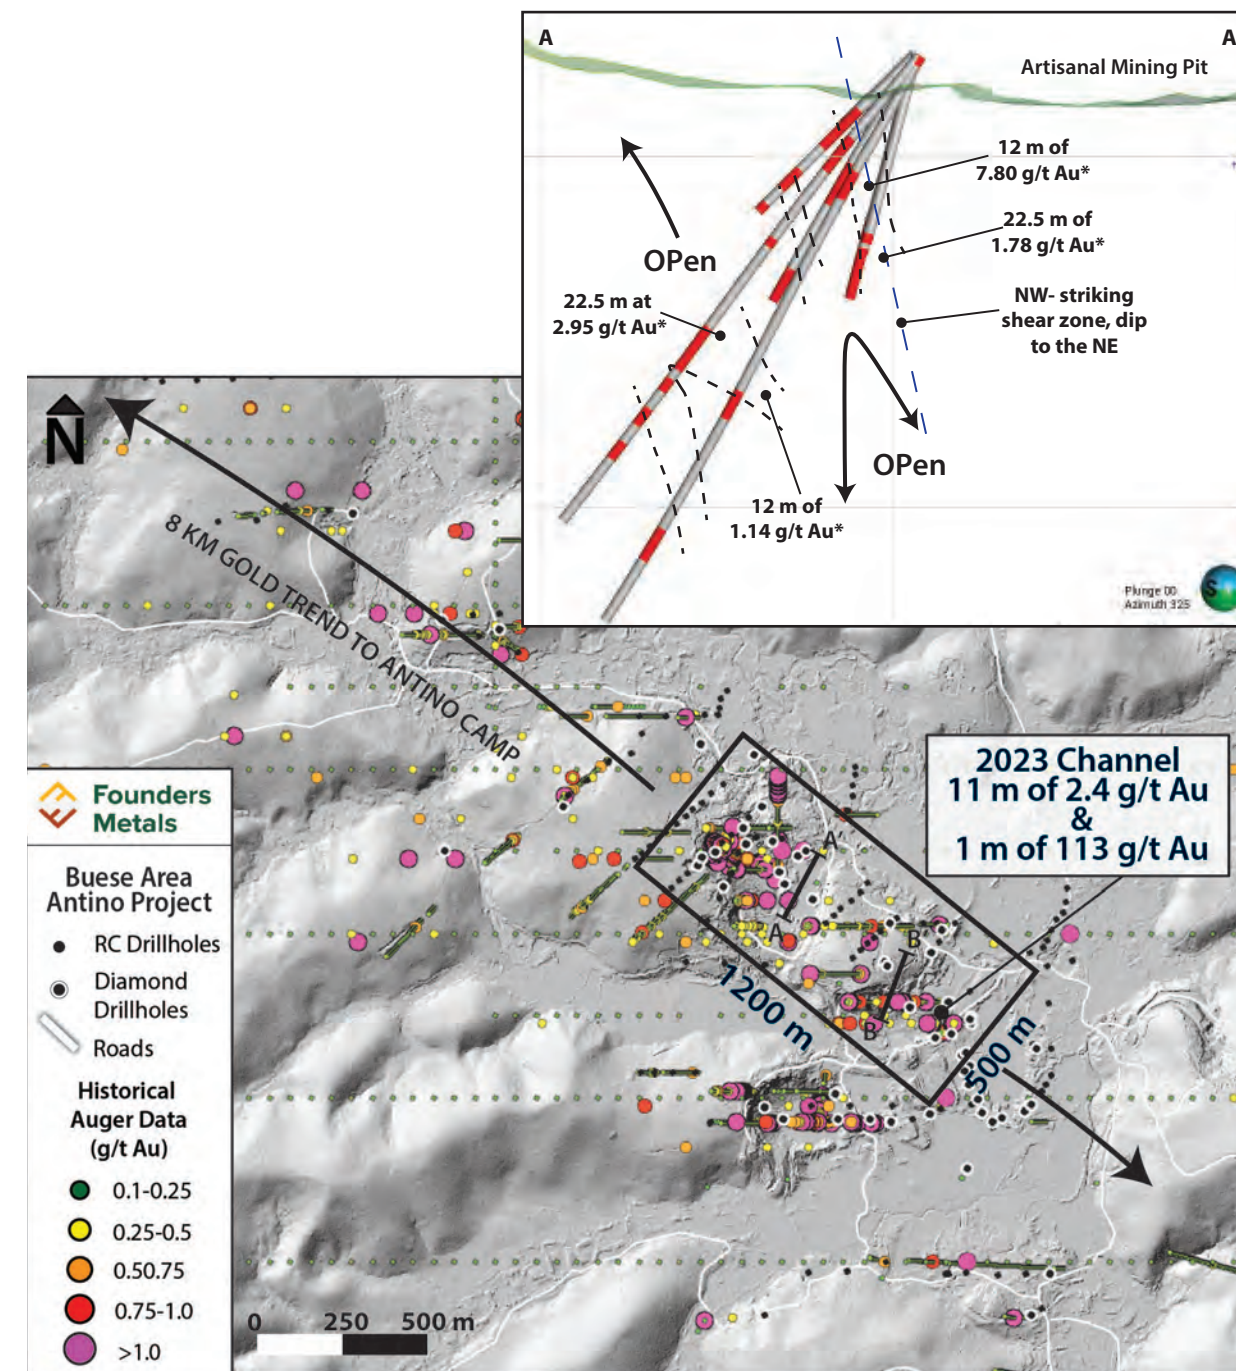 A
A
Artisanal Mining Pit
12 m of
7.80 g/t Au*
22.5 m of
1.78 g/t Au*
OPen
22.5 m at
2.95 g/t Au*
NW- striking
shear zone, dip
to the NE
OPen
12 m of
1.14 g/t Au*
Plunge 00
Azimuth 325
S
N
8 KM GOLD TREND TO ANTINO CAMP
2023 Channel
11 m of 2.4 g/t Au
&
1 m of 113 g/t Au
A'
A
B'
B
1200 m
500 m
Founders
Metals
Buese Area
Antino Project
RC Drillholes
Diamond
Drillholes
Roads
Historical
Auger Data
(g/t Au)
0.1-0.25
0.25-0.5
0.50.75
0.75-1.0
>1.0
0 250 500 m